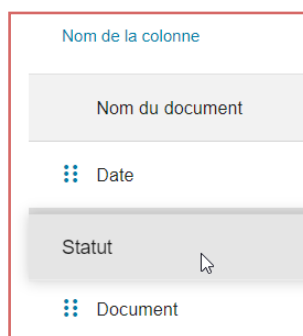 Nom de la colonne
Nom du document
Date
Statut
Document